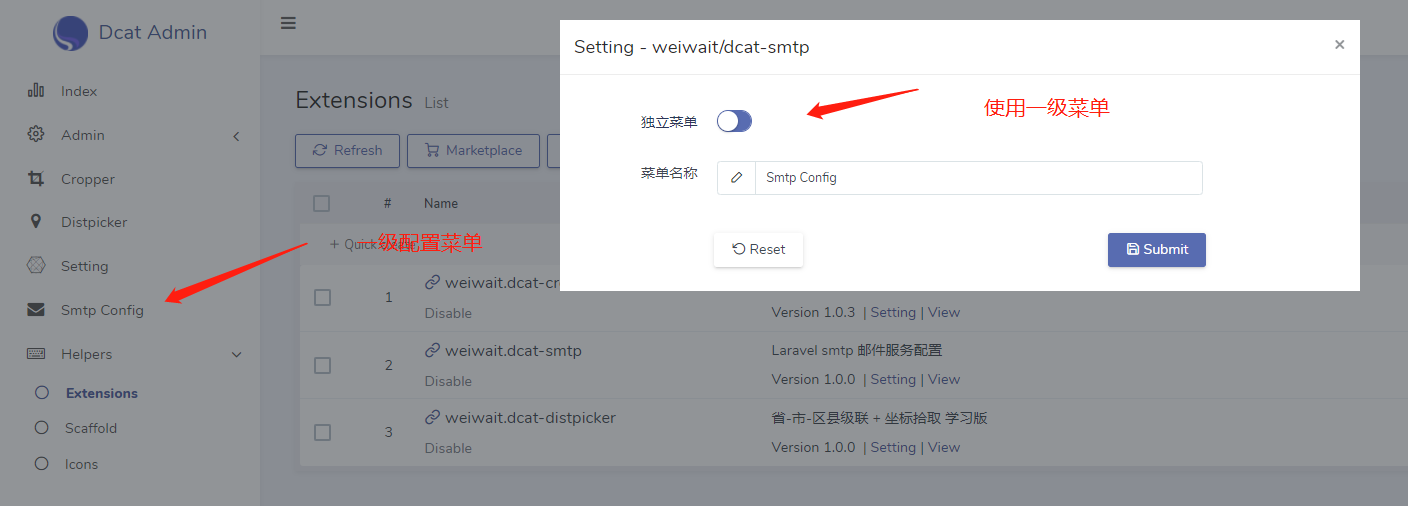 Dcat Admin
Index
Admin
Cropper
Distpicker
Setting
Smtp Config
Helpers
Extensions
Scaffold
Icons
一级配置菜单
Extensions List
Refresh
Marketplace
# Name
+ Quick create
1
weiwait.dcat-cr
Disable
Version 1.0.3 | Setting | View
2
weiwait.dcat-smtp
Laravel smtp 邮件服务配置
Disable
Version 1.0.0 | Setting | View
3
weiwait.dcat-distpicker
省-市-区县级联 + 坐标拾取 学习版
Disable
Version 1.0.0 | Setting | View
Setting - weiwait/dcat-smtp
×
独立菜单
使用一级菜单
菜单名称
Smtp Config
Reset
Submit